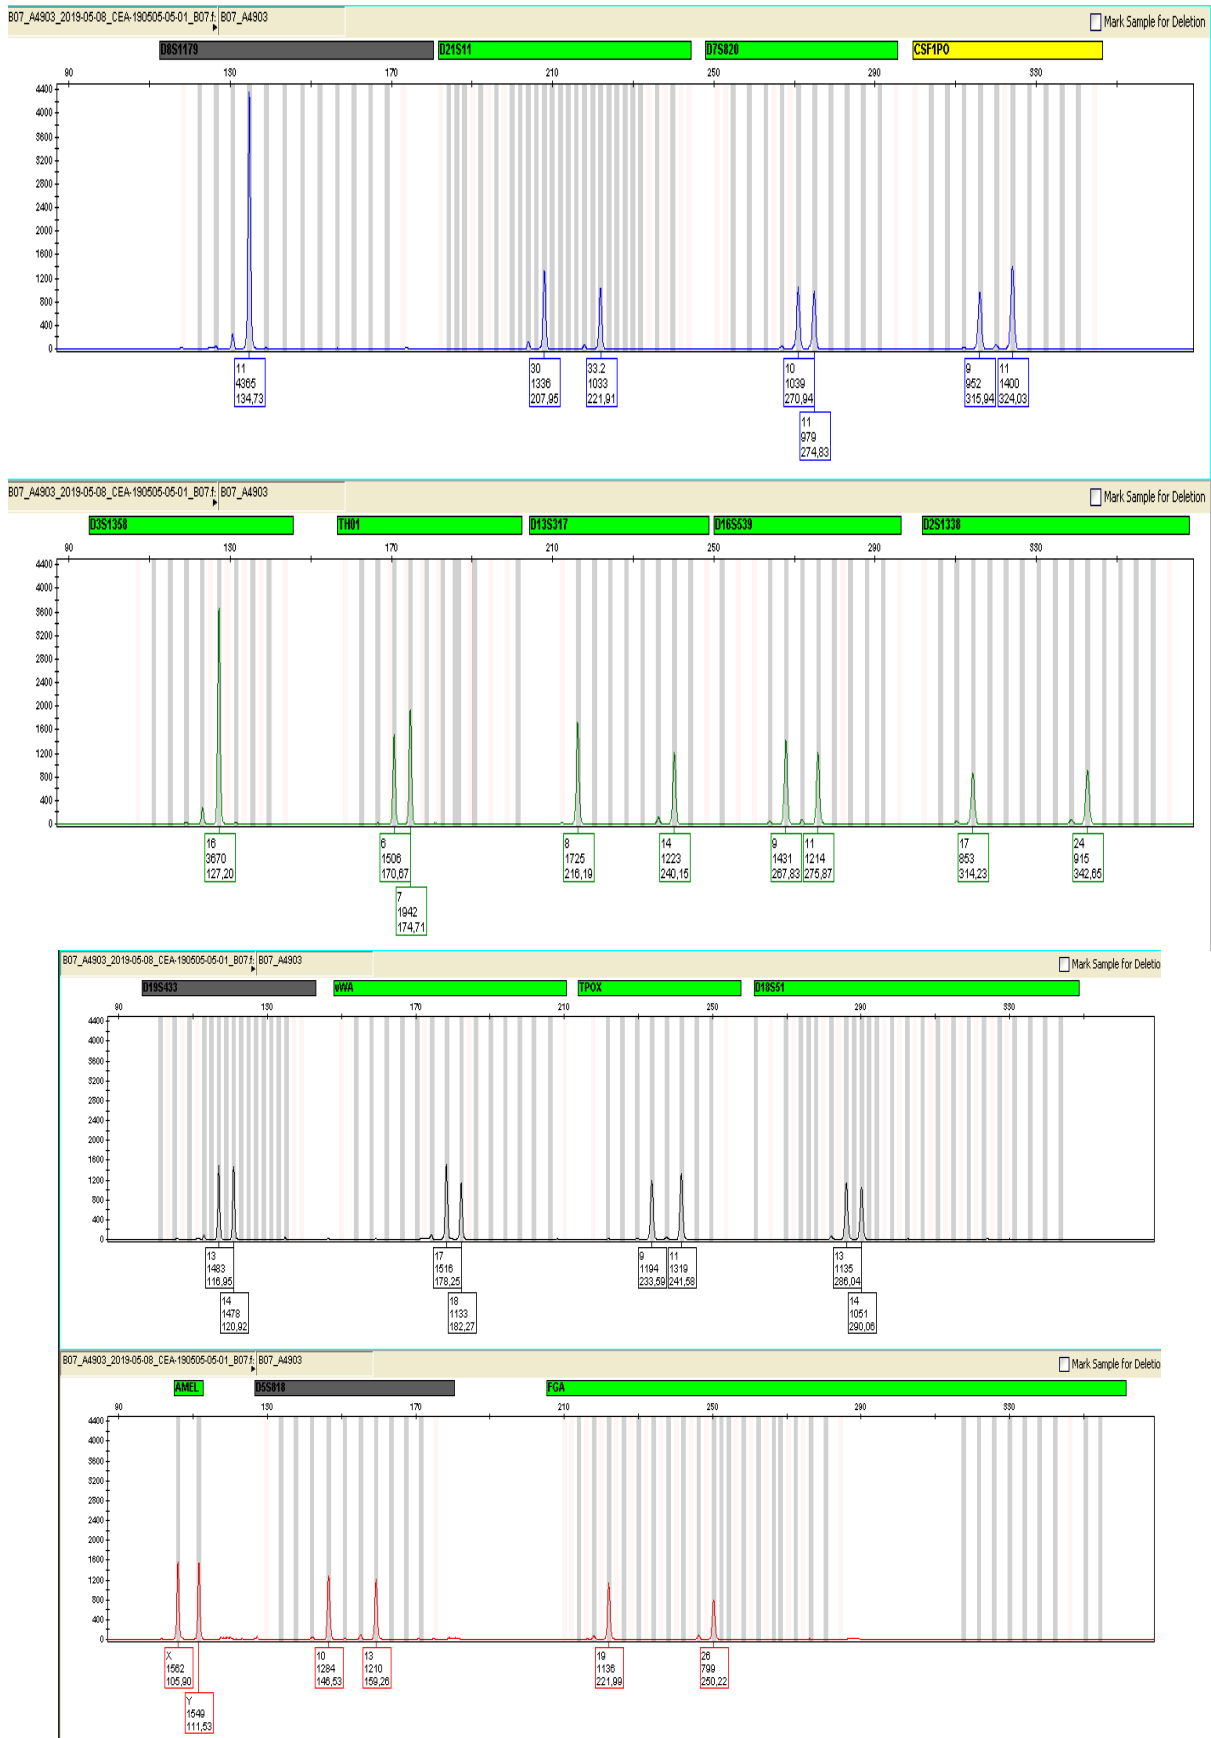 B07_A4903_2019-05-08_CEA-190505-05-01_B07.f: B07_A4903 Mark Sample for Deletion
D8S1179 D21S11 D7S820 CSF1PO
90 130 170 210 250 290 330
4400
4000
3600
3200
2800
2400
2000
1600
1200
800
400
0
11 30 33.2 10 9 11
4365 1336 1033 1039 952 1400
134,73 207,95 221,91 270,94 315,94 324,03
11
979
274,83
B07_A4903_2019-05-08_CEA-190505-05-01_B07.f: B07_A4903 Mark Sample for Deletion
D3S1358 TH01 D13S317 D16S539 D2S1338
90 130 170 210 250 290 330
4400
4000
3600
3200
2800
2400
2000
1600
1200
800
400
0
16 6 8 14 9 11 17 24
3670 1506 1725 1223 1431 1214 853 915
127,20 170,67 216,19 240,15 267,83 275,87 314,23 342,65
7
1942
174,71
B07_A4903_2019-05-08_CEA-190505-05-01_B07.f: B07_A4903 Mark Sample for Deletio
D19S433 vWA TPOX D18S51
90 130 170 210 250 290 330
4400
4000
3600
3200
2800
2400
2000
1600
1200
800
400
0
13 17 9 11 13
1483 1516 1194 1319 1135
116,95 178,25 233,59 241,58 286,04
14 18 14
1478 1133 1051
120,92 182,27 290,06
B07_A4903_2019-05-08_CEA-190505-05-01_B07.f: B07_A4903 Mark Sample for Deletio
AMEL D5S818 FGA
90 130 170 210 250 290 330
4400
4000
3600
3200
2800
2400
2000
1600
1200
800
400
0
X 10 13 19 26
1562 1284 1210 1136 799
105,90 146,53 159,26 221,99 250,22
Y
1549
111,53